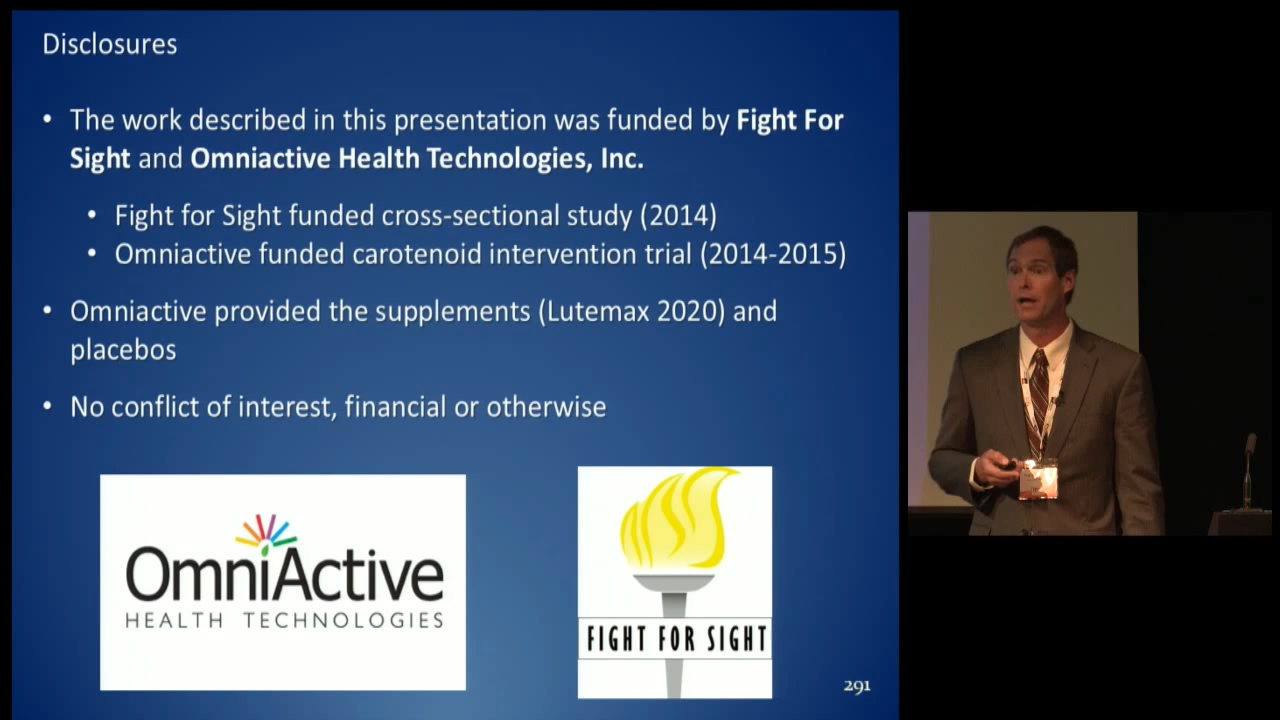 Disclosures
• The work described in this presentation was funded by Fight For
Sight and Omniactive Health Technologies, Inc.
• Fight for Sight funded cross-sectional study (2014)
• Omniactive funded carotenoid intervention trial (2014-2015)
• Omniactive provided the supplements (Lutemax 2020) and
placebos
• No conflict of interest, financial or otherwise
OmniActive
HEALTH TECHNOLOGIES
FIGHT FOR SIGHT
291